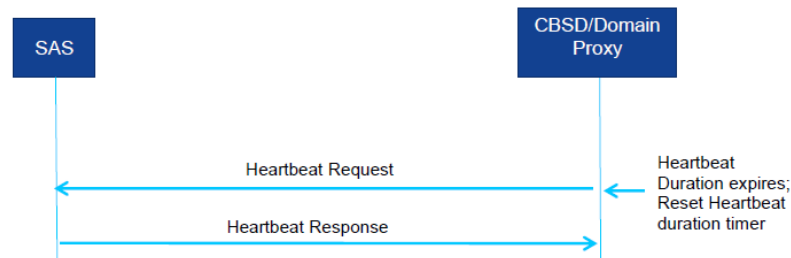 SAS
CBSD/Domain
Proxy
Heartbeat Request
Heartbeat
Duration expires;
Reset Heartbeat
duration timer
Heartbeat Response